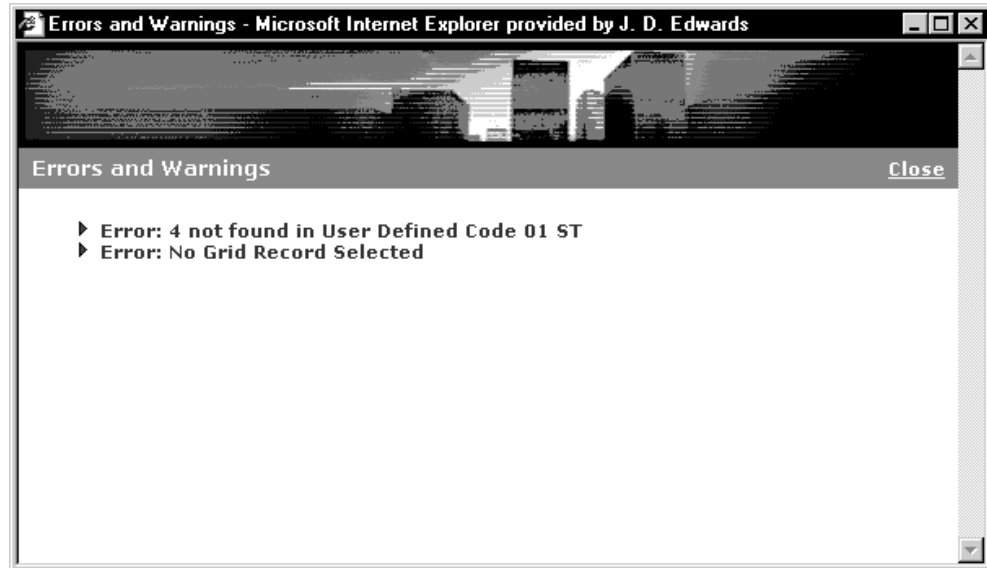 Errors and Warnings - Microsoft Internet Explorer provided by J. D. Edwards
Errors and Warnings
Close
Error: 4 not found in User Defined Code 01 ST
Error: No Grid Record Selected